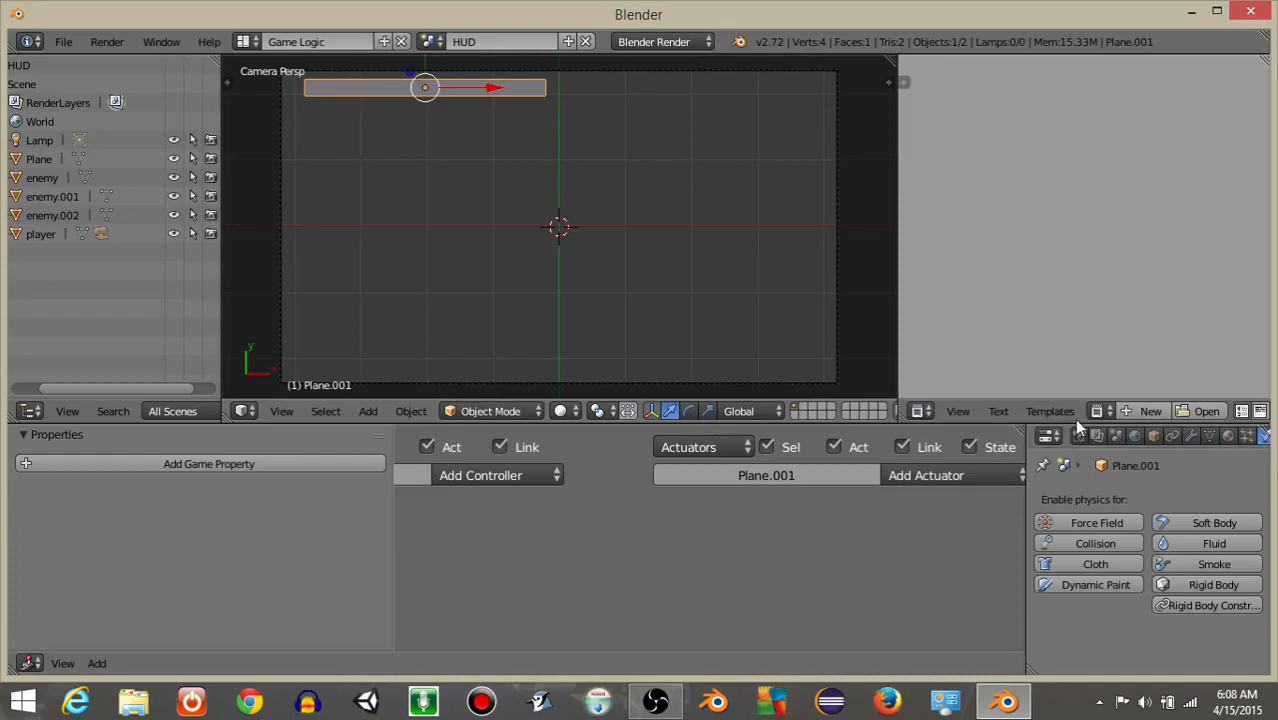 Blender
File Render Window Help Game Logic HUD Blender Render v2.72 | Verts:4 | Faces:1 | Tris:2 | Objects:1/2 | Lamps:0/0 | Mem:15.33M | Plane.001
HUD
Scene
RenderLayers
World
Lamp
Plane
enemy
enemy.001
enemy.002
player
Camera Persp
y
x
(1) Plane.001
View Search All Scenes
View Select Add Object Object Mode Global
View Text Templates New Open
Properties
Add Game Property
Act Link
Add Controller
Actuators Sel Act Link State
Plane.001 Add Actuator
Plane.001
Enable physics for:
Force Field Soft Body
Collision Fluid
Cloth Smoke
Dynamic Paint Rigid Body
Rigid Body Constr...
View Add
6:08 AM
4/15/2015